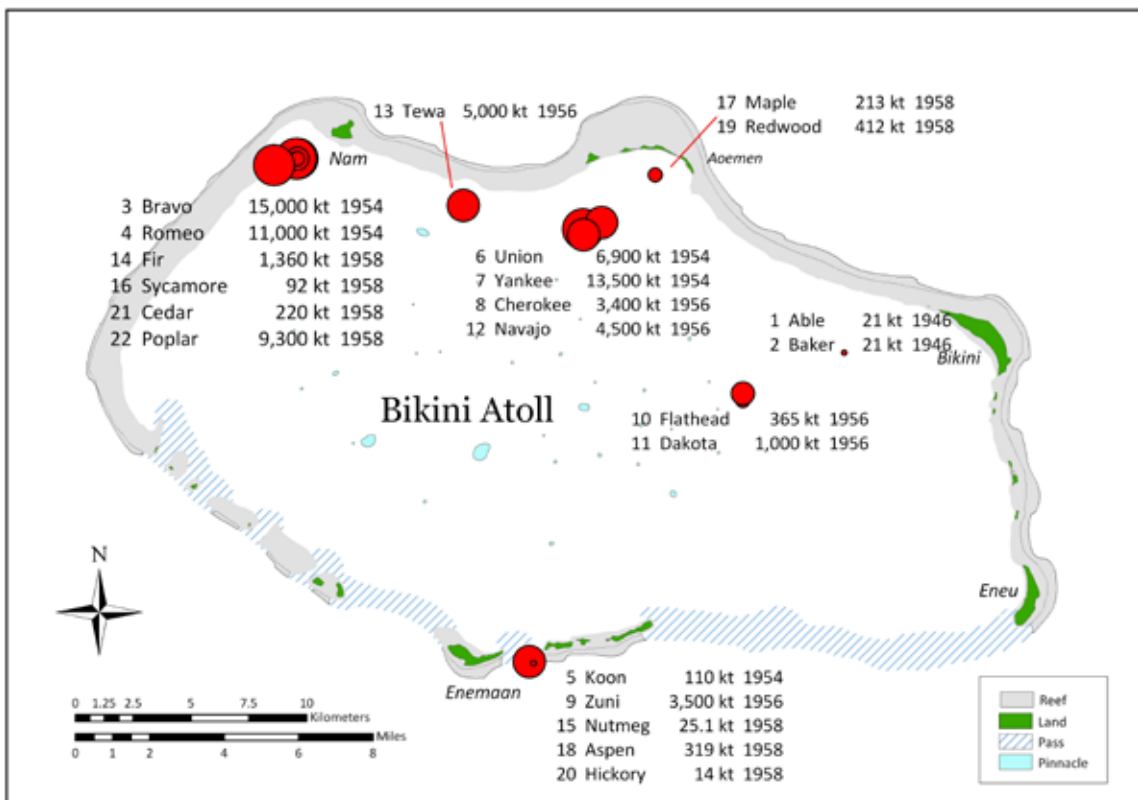 13 Tewa 5,000 kt 1956
17 Maple 213 kt 1958
19 Redwood 412 kt 1958
Aoemen
Nam
3 Bravo 15,000 kt 1954
4 Romeo 11,000 kt 1954
14 Fir 1,360 kt 1958
16 Sycamore 92 kt 1958
21 Cedar 220 kt 1958
22 Poplar 9,300 kt 1958
6 Union 6,900 kt 1954
7 Yankee 13,500 kt 1954
8 Cherokee 3,400 kt 1956
12 Navajo 4,500 kt 1956
1 Able 21 kt 1946
2 Baker 21 kt 1946
Bikini
Bikini Atoll
10 Flathead 365 kt 1956
11 Dakota 1,000 kt 1956
N
Eneu
Enemaan
5 Koon 110 kt 1954
9 Zuni 3,500 kt 1956
15 Nutmeg 25.1 kt 1958
18 Aspen 319 kt 1958
20 Hickory 14 kt 1958
0 1.25 2.5 5 7.5 10
Kilometers
Miles
0 1 2 4 6 8
Reef
Land
Pass
Pinnacle